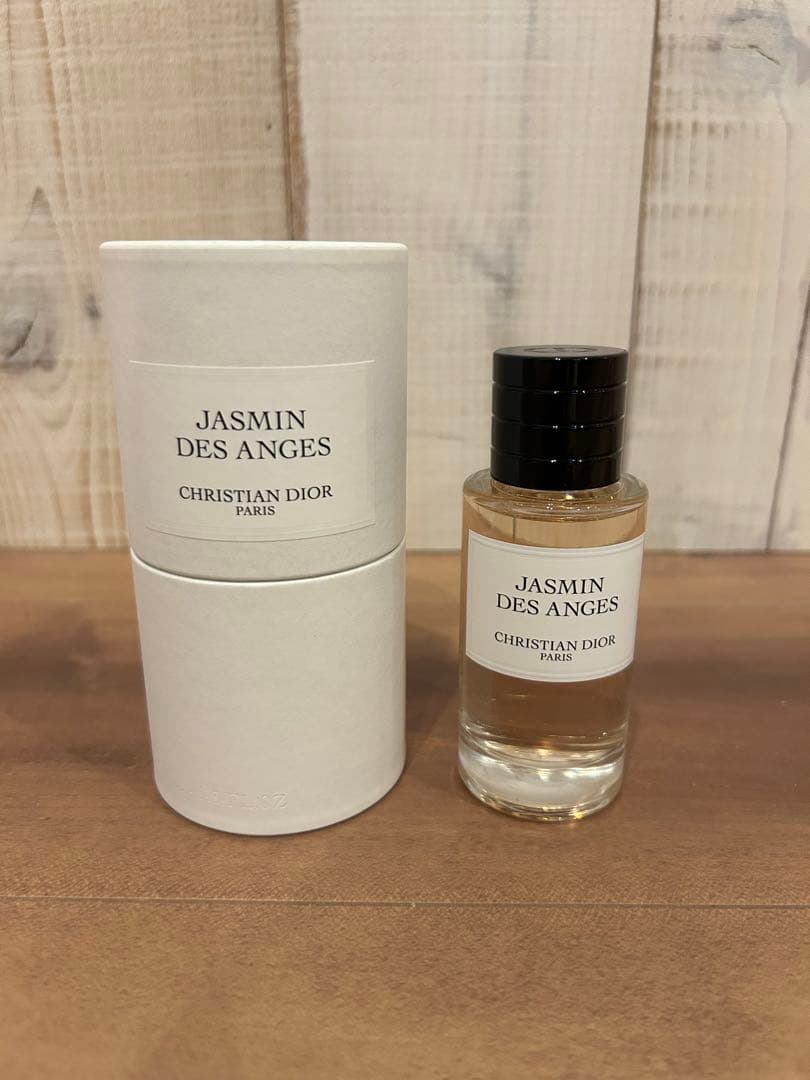 JASMIN
DES ANGES
CHRISTIAN DIOR
PARIS
JASMIN
DES ANGES
CHRISTIAN DIOR
PARIS